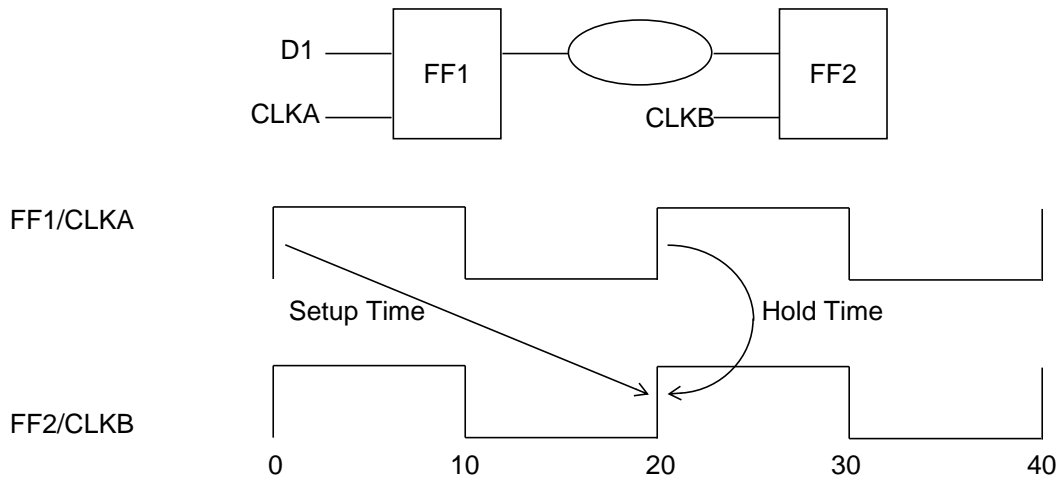 D1
FF1
FF2
CLKA
CLKB
FF1/CLKA
Setup Time
Hold Time
FF2/CLKB
0 10 20 30 40